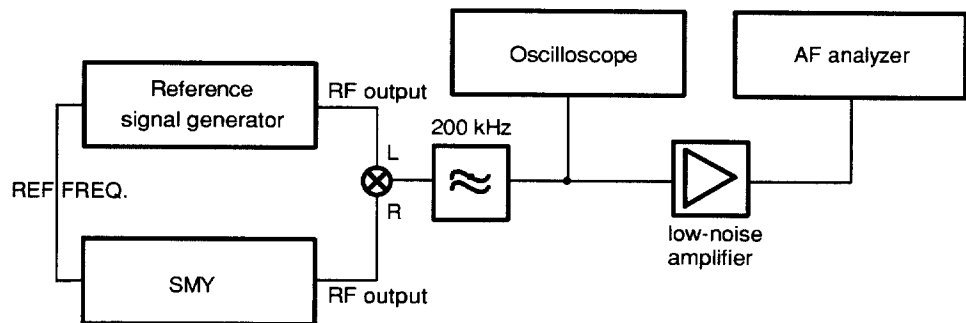 Oscilloscope
AF analyzer
Reference
signal generator
RF output
200 kHz
L
REF FREQ.
R
low-noise
amplifier
SMY
RF output